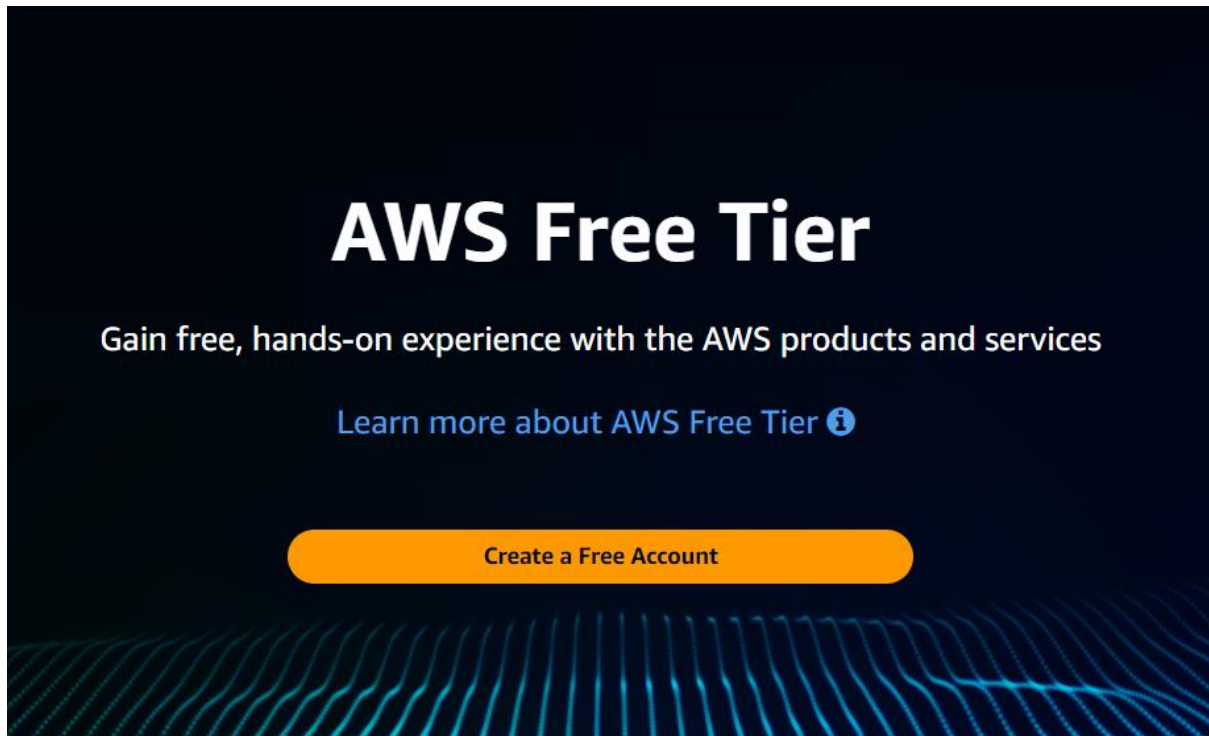 AWS Free Tier
Gain free, hands-on experience with the AWS products and services
Learn more about AWS Free Tier
Create a Free Account